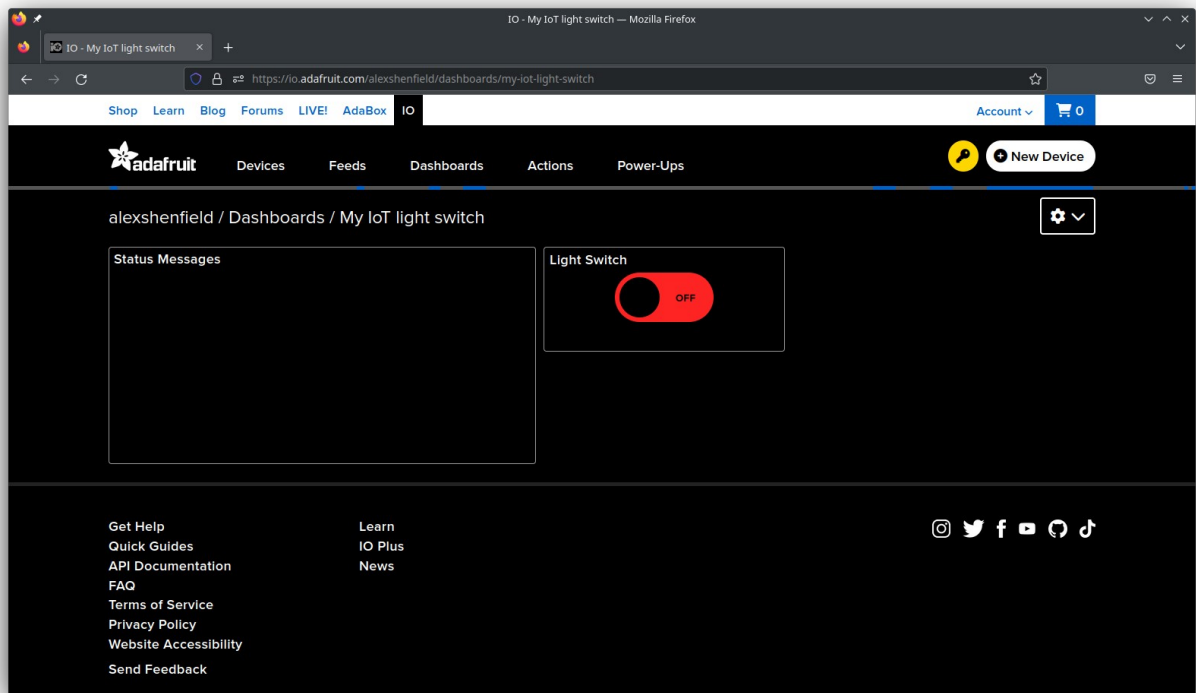 IO - My IoT light switch — Mozilla Firefox
IO - My IoT light switch
https://io.adafruit.com/alexshenfield/dashboards/my-iot-light-switch
Shop Learn Blog Forums LIVE! AdaBox IO Account 0
adafruit Devices Feeds Dashboards Actions Power-Ups New Device
alexshenfield / Dashboards / My IoT light switch
Status Messages
Light Switch
OFF
Get Help
Quick Guides
API Documentation
FAQ
Terms of Service
Privacy Policy
Website Accessibility
Send Feedback
Learn
IO Plus
News